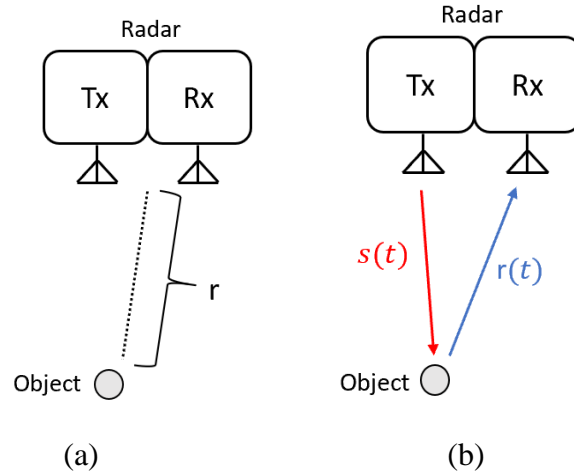 Radar
Tx
Rx
r
Object
(a)
Radar
Tx
Rx
s(t)
r(t)
Object
(b)